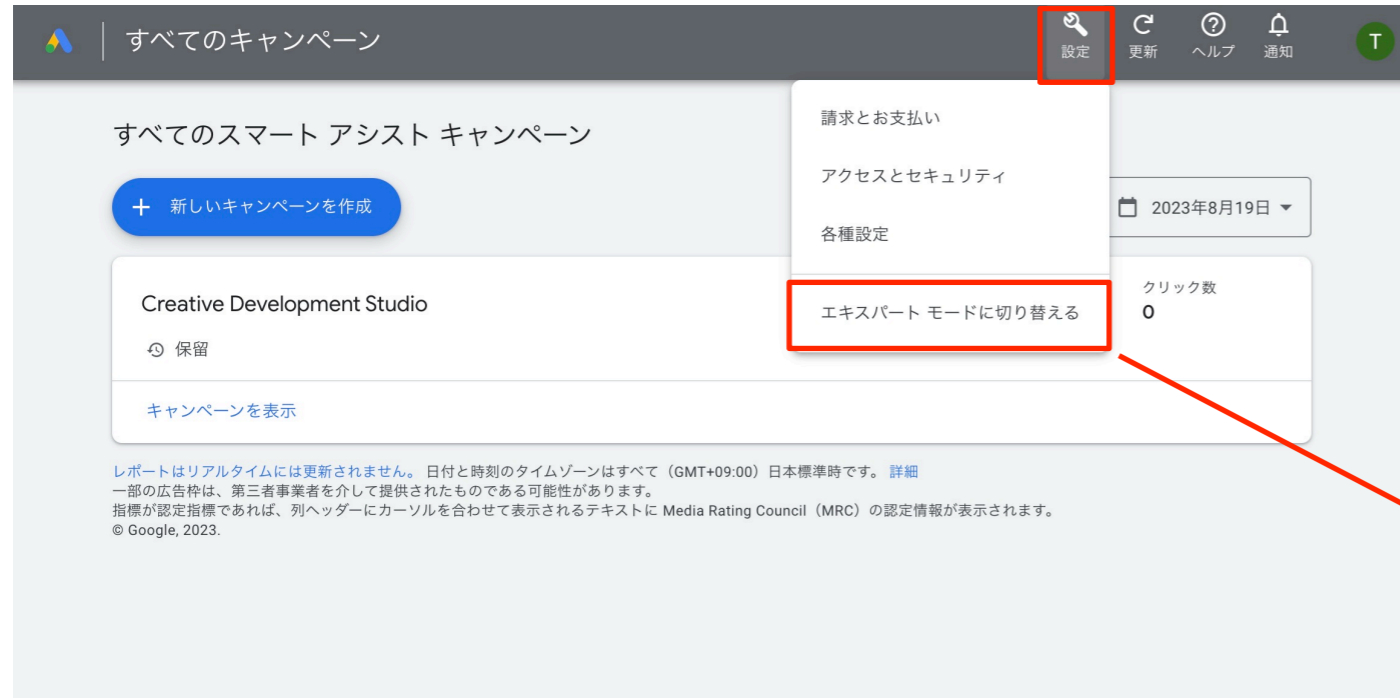 すべてのキャンペーン
設定
更新
ヘルプ
通知
T
すべてのスマート アシスト キャンペーン
請求とお支払い
アクセスとセキュリティ
各種設定
エキスパート モードに切り替える
+ 新しいキャンペーンを作成
2023年8月19日
Creative Development Studio
保留
クリック数
0
キャンペーンを表示
レポートはリアルタイムには更新されません。 日付と時刻のタイムゾーンはすべて（GMT+09:00）日本標準時です。 詳細
一部の広告枠は、第三者事業者を介して提供されたものである可能性があります。
指標が認定指標であれば、列ヘッダーにカーソルを合わせて表示されるテキストに Media Rating Council（MRC）の認定情報が表示されます。
© Google, 2023.